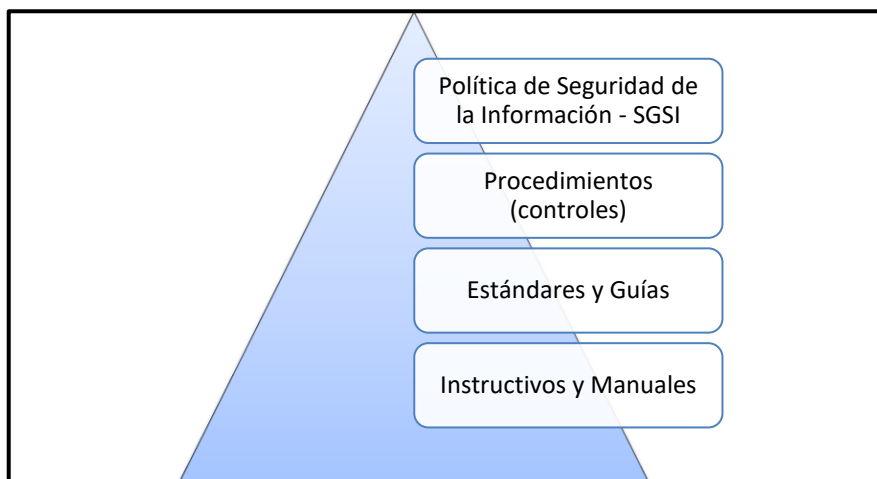 Política de Seguridad de
la Información - SGSI
Procedimientos
(controles)
Estándares y Guías
Instructivos y Manuales